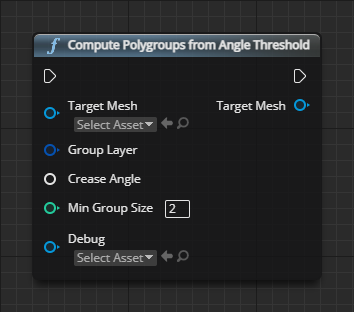 f Compute Polygroups from Angle Threshold
Target Mesh
Select Asset
Target Mesh
Group Layer
Crease Angle
Min Group Size 2
Debug
Select Asset